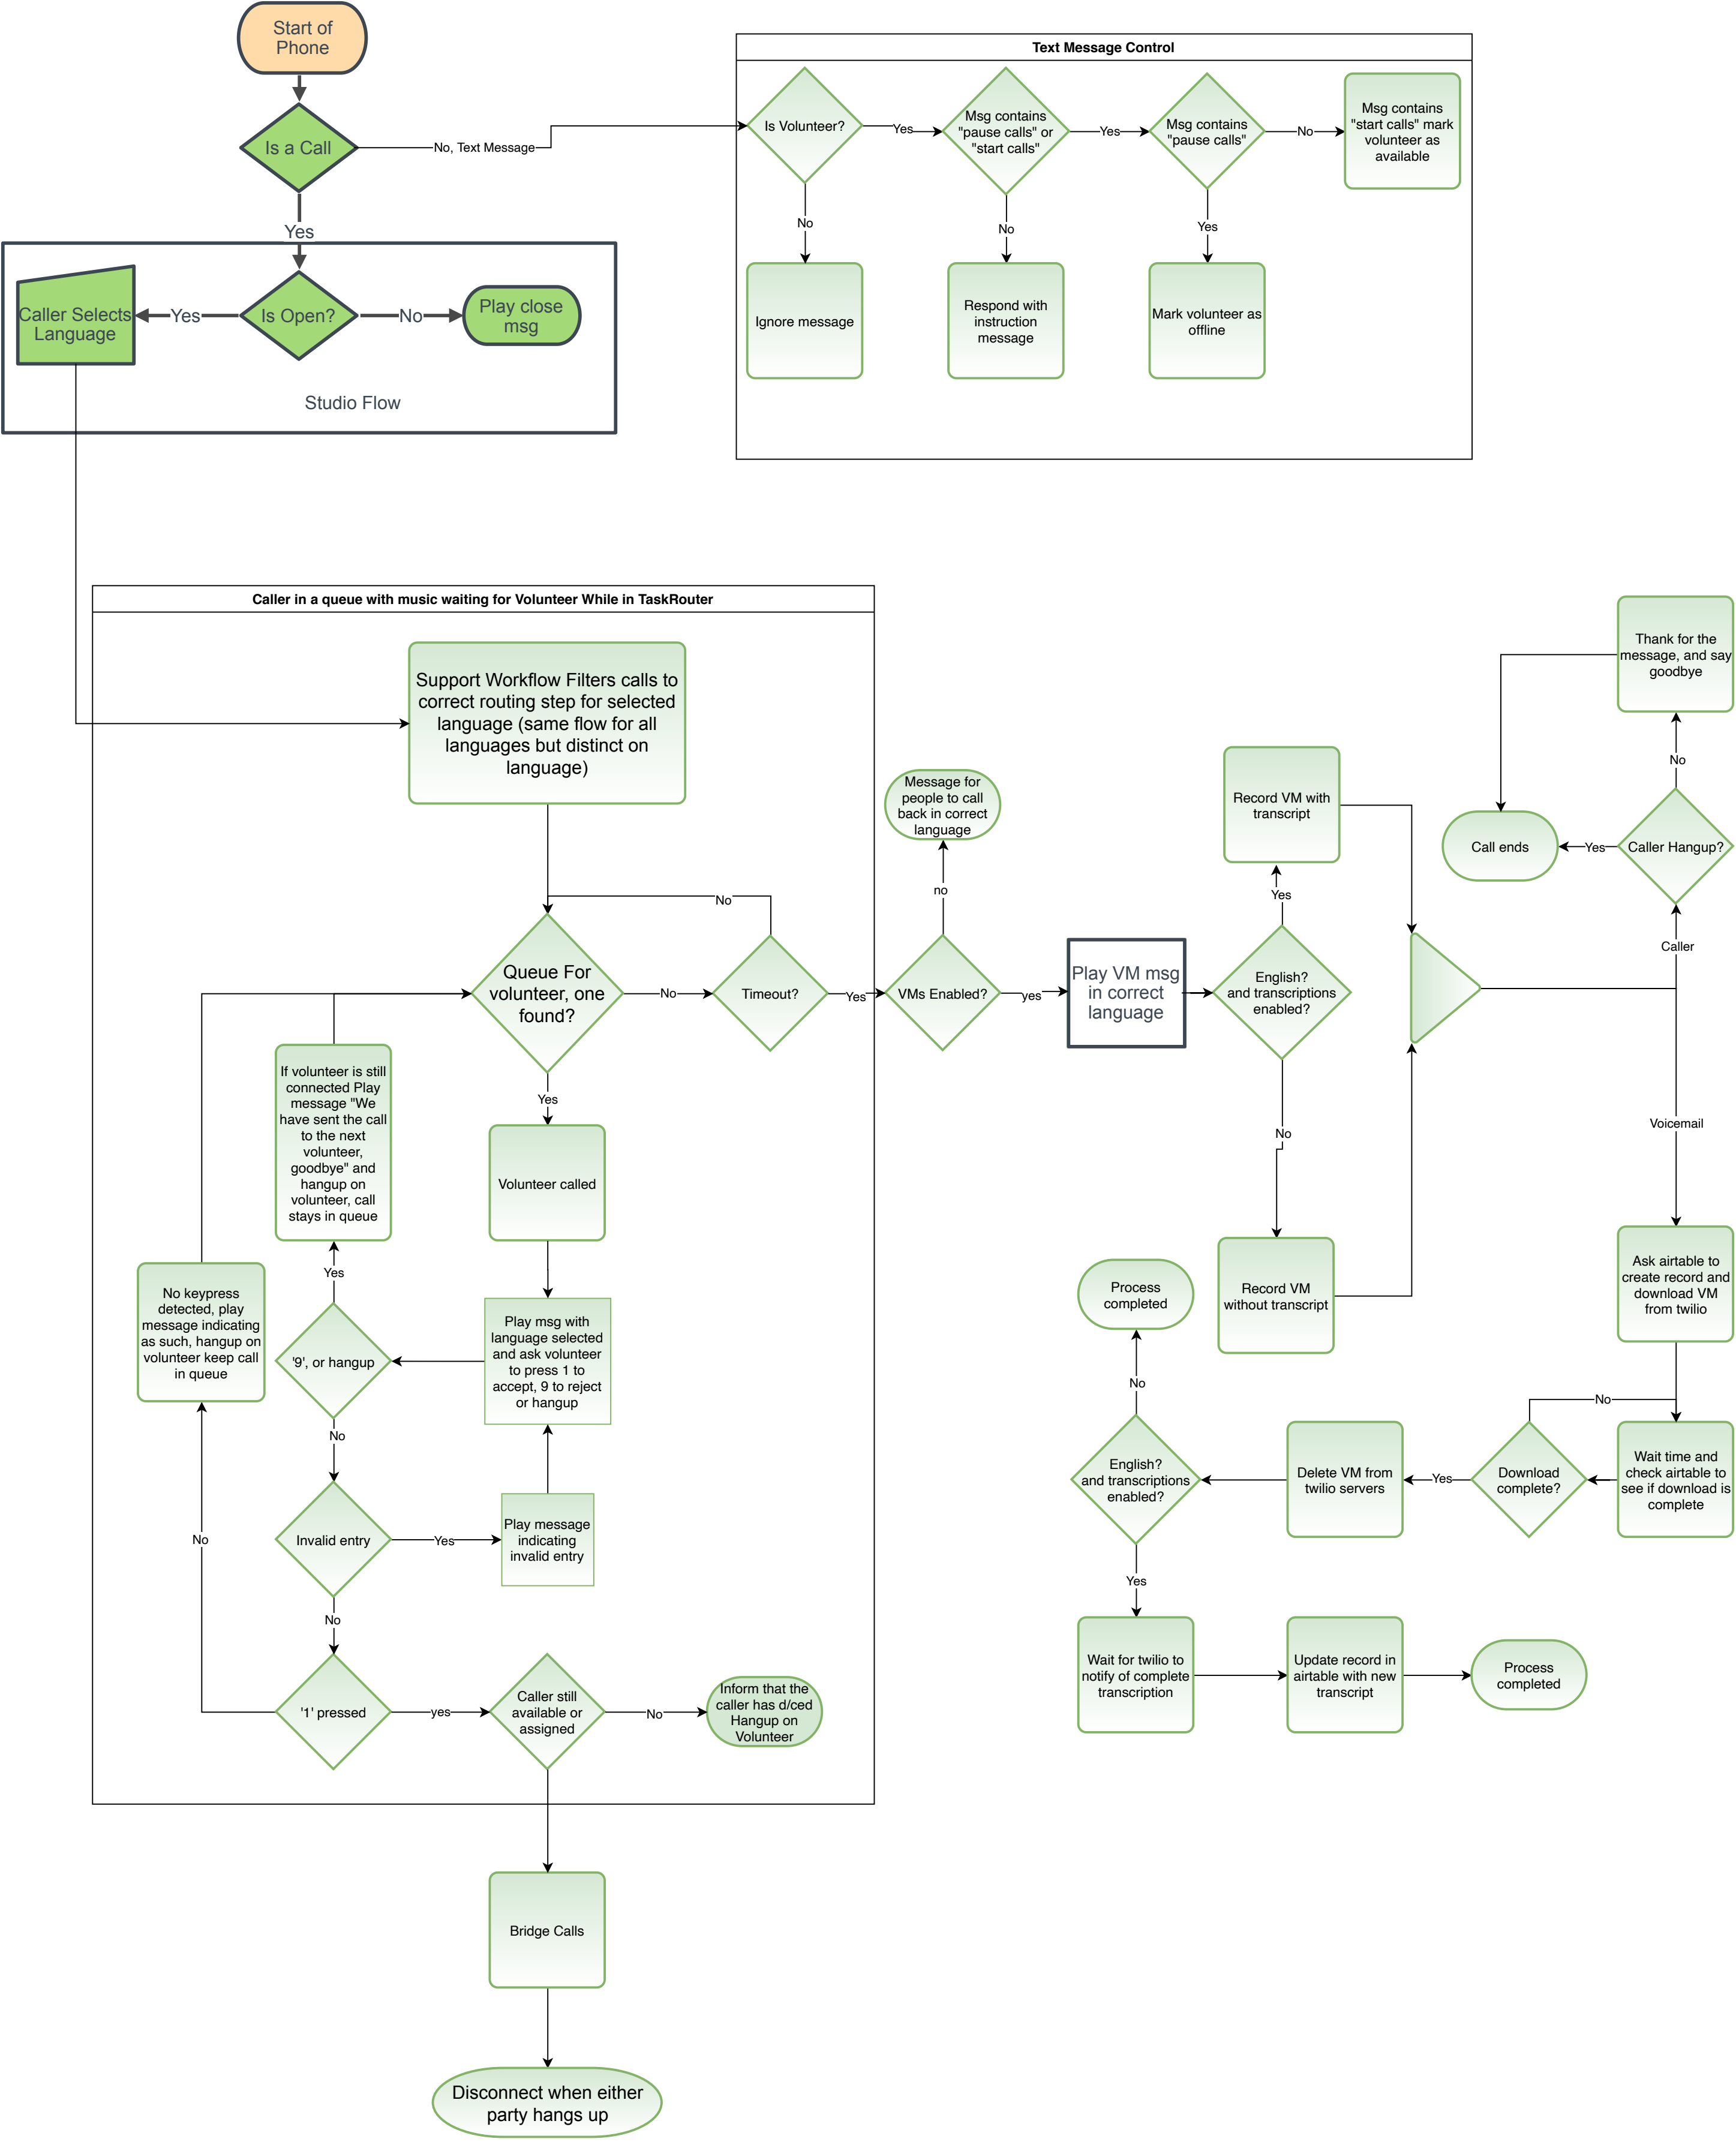 Start of
Phone
Is a Call
No, Text Message
Yes
Caller Selects
Language
Yes
Is Open?
No
Play close
msg
Studio Flow
Text Message Control
Is Volunteer?
Yes
Msg contains
"pause calls" or
"start calls"
Yes
Msg contains
"pause calls"
No
Msg contains
"start calls" mark
volunteer as
available
No
No
Yes
Ignore message
Respond with
instruction
message
Mark volunteer as
offline
Caller in a queue with music waiting for Volunteer While in TaskRouter
Support Workflow Filters calls to
correct routing step for selected
language (same flow for all
languages but distinct on
language)
No
Queue For
volunteer, one
found?
No
Timeout?
Yes
Yes
If volunteer is still
connected Play
message "We
have sent the call
to the next
volunteer,
goodbye" and
hangup on
volunteer, call
stays in queue
Volunteer called
Yes
No keypress
detected, play
message indicating
as such, hangup on
volunteer keep call
in queue
'9', or hangup
Play msg with
language selected
and ask volunteer
to press 1 to
accept, 9 to reject
or hangup
No
No
Invalid entry
Yes
Play message
indicating
invalid entry
No
'1' pressed
yes
Caller still
available or
assigned
No
Inform that the
caller has d/ced
Hangup on
Volunteer
Bridge Calls
Disconnect when either
party hangs up
Message for
people to call
back in correct
language
no
VMs Enabled?
yes
Play VM msg
in correct
language
Record VM with
transcript
Yes
English?
and transcriptions
enabled?
No
Record VM
without transcript
Thank for the
message, and say
goodbye
No
Call ends
Yes
Caller Hangup?
Caller
Voicemail
Ask airtable to
create record and
download VM
from twilio
No
Wait time and
check airtable to
see if download is
complete
Download
complete?
Yes
Delete VM from
twilio servers
English?
and transcriptions
enabled?
No
Process
completed
Yes
Wait for twilio to
notify of complete
transcription
Update record in
airtable with new
transcript
Process
completed